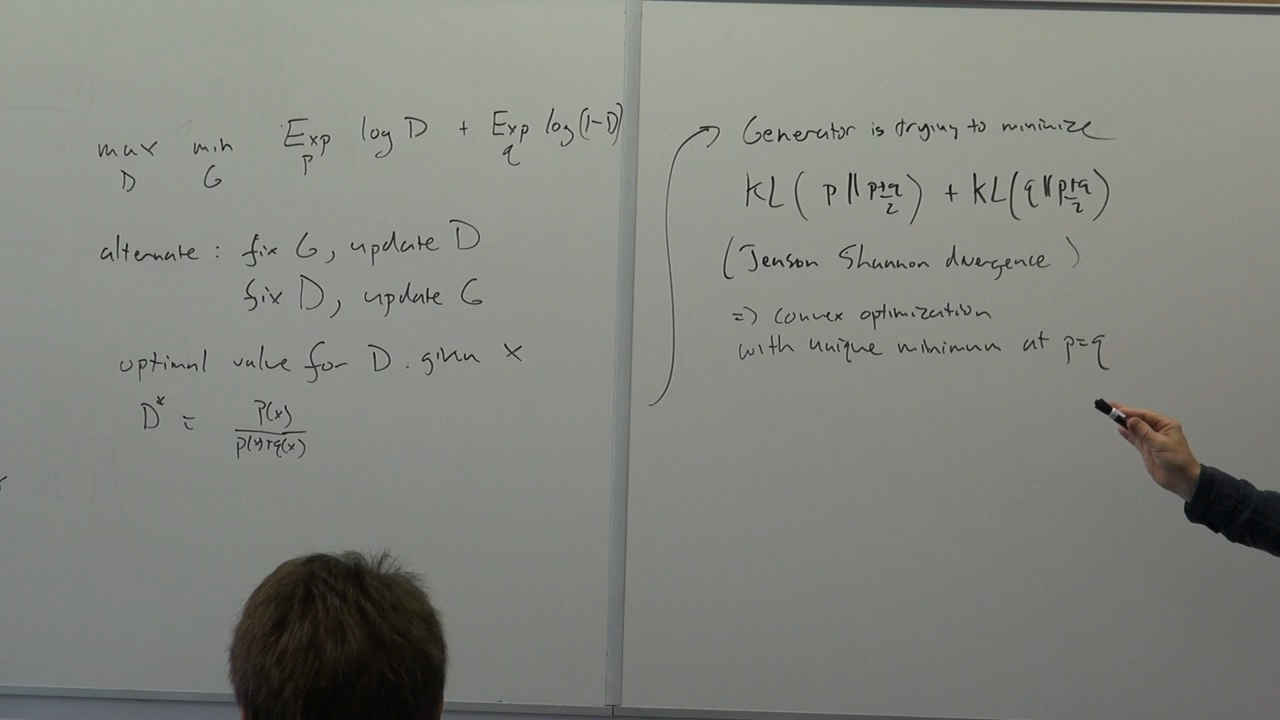 max min Exp log D + Exp log(1-D)
D G p q
alternate : fix G, update D
fix D, update G
optimal value for D. given x
D* = p(x)
p(x)+q(x)
Generator is trying to minimize
KL( p || p+q/2 ) + KL( q || p+q/2 )
(Jenson Shannon divergence )
=> convex optimization
with unique minimum at p=q